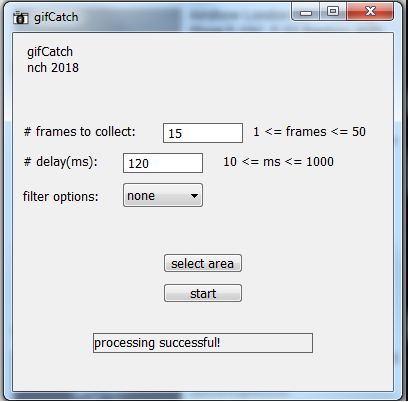 gifCatch
gifCatch
nch 2018
# frames to collect: 15 1 <= frames <= 50
# delay(ms): 120 10 <= ms <= 1000
filter options: none
select area
start
processing successful!